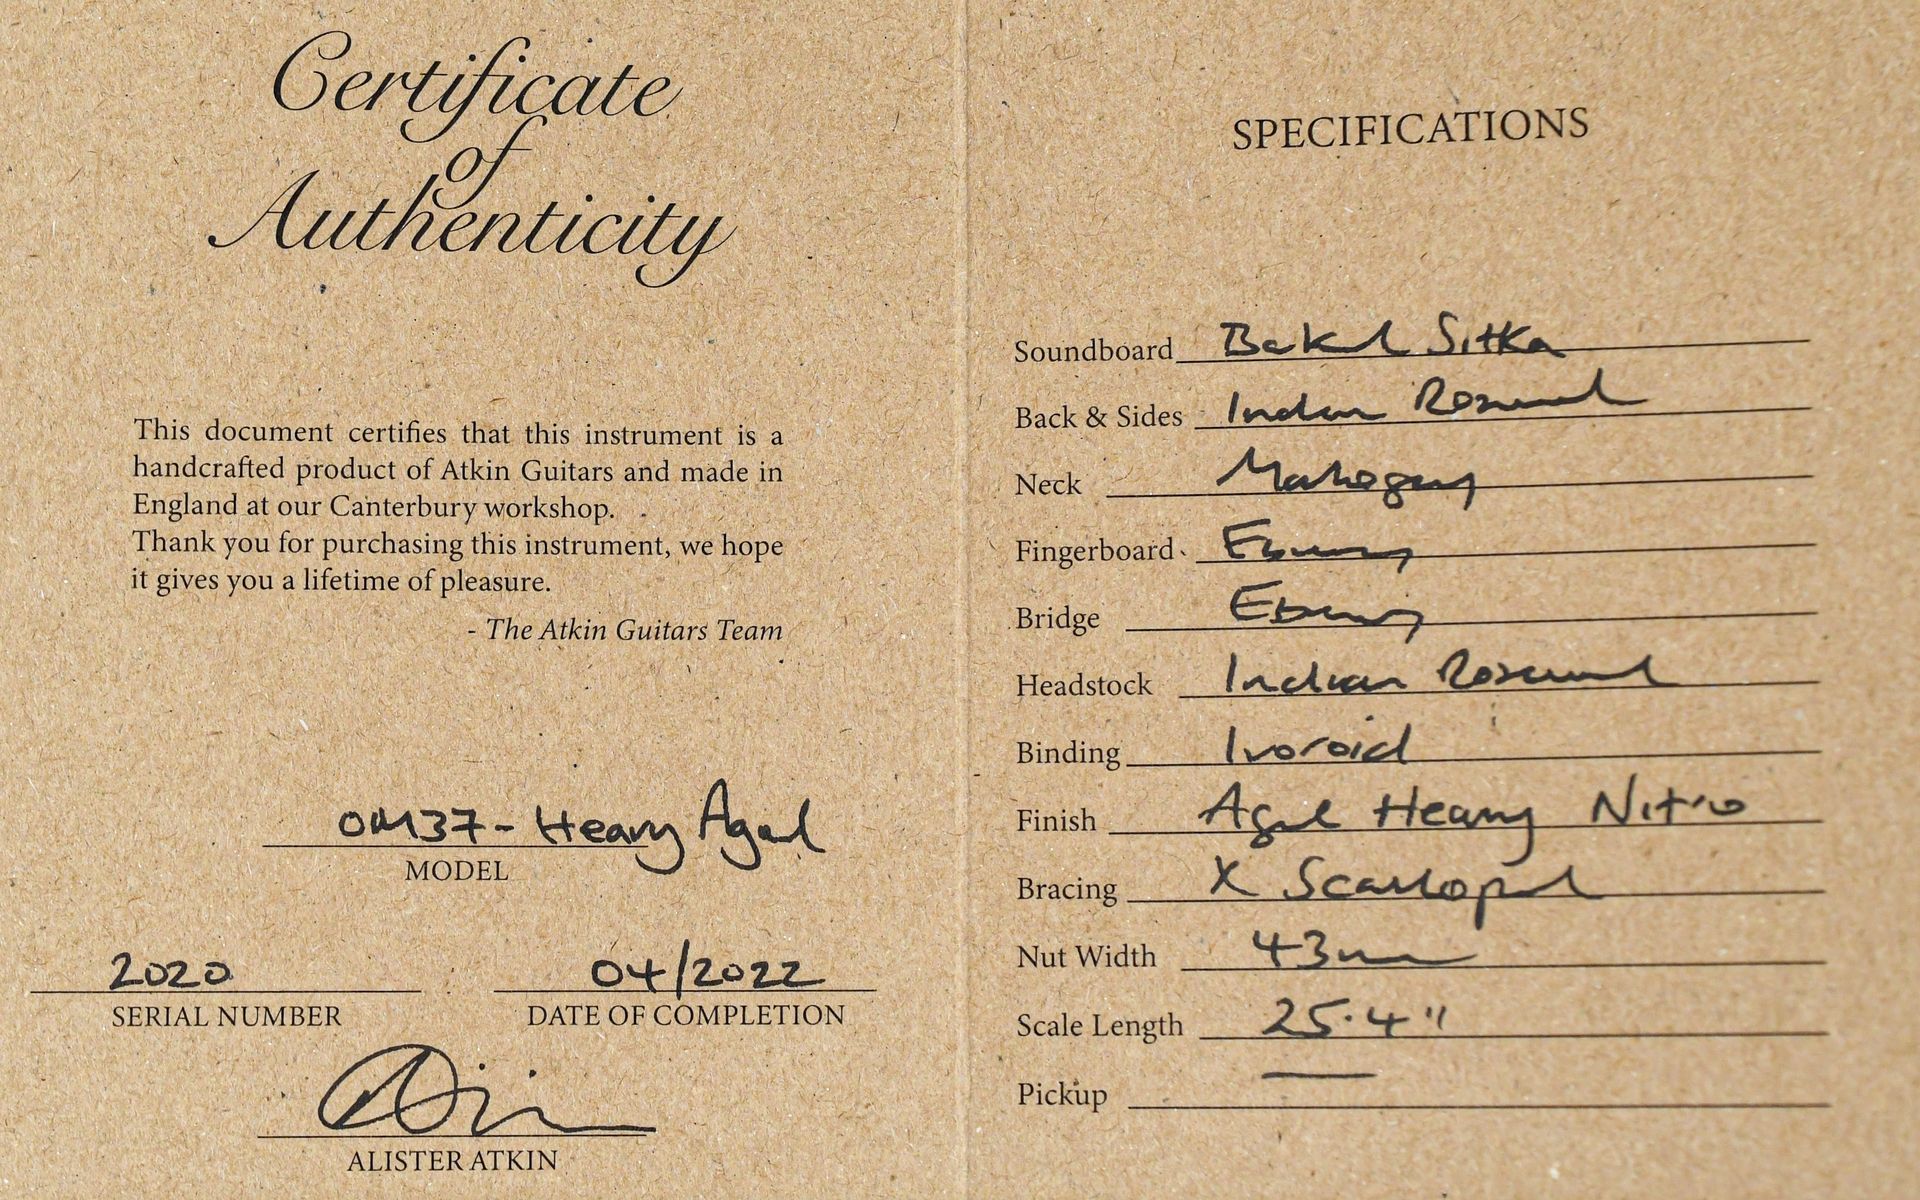 Certificate
of
Authenticity
This document certifies that this instrument is a
handcrafted product of Atkin Guitars and made in
England at our Canterbury workshop.
Thank you for purchasing this instrument, we hope
it gives you a lifetime of pleasure.
- The Atkin Guitars Team
OM37 - Heavy Aged
MODEL
2020
SERIAL NUMBER
04/2022
DATE OF COMPLETION
ALISTER ATKIN
SPECIFICATIONS
Soundboard Baked Sitka
Back & Sides Indian Rosewood
Neck Mahogany
Fingerboard Ebony
Bridge Ebony
Headstock Indian Rosewood
Binding Ivoroid
Finish Aged Heavy Nitro
Bracing X Scalloped
Nut Width 43mm
Scale Length 25.4"
Pickup —